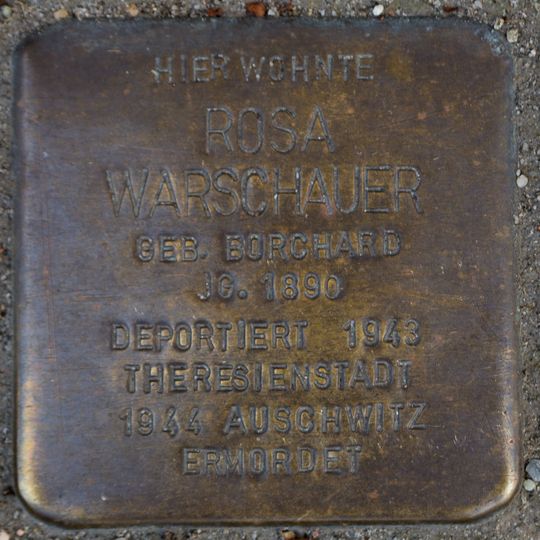 HIER WOHNTE
ROSA
WARSCHAUER
GEB. BORCHARD
JG. 1890
DEPORTIERT 1943
THERESIENSTADT
1944 AUSCHWITZ
ERMORDET